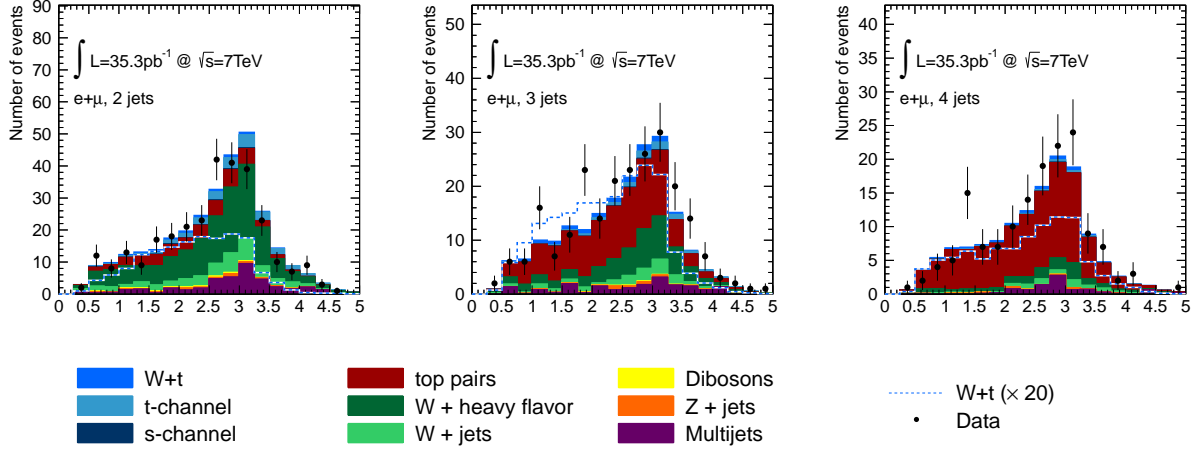 Number of events
90
80
70
60
50
40
30
20
10
0
∫ L=35.3pb⁻¹ @ √s=7TeV
e+μ, 2 jets
0 0.5 1 1.5 2 2.5 3 3.5 4 4.5 5
Number of events
50
40
30
20
10
0
∫ L=35.3pb⁻¹ @ √s=7TeV
e+μ, 3 jets
0 0.5 1 1.5 2 2.5 3 3.5 4 4.5 5
Number of events
40
35
30
25
20
15
10
5
0
∫ L=35.3pb⁻¹ @ √s=7TeV
e+μ, 4 jets
0 0.5 1 1.5 2 2.5 3 3.5 4 4.5 5
W+t
t-channel
s-channel
top pairs
W + heavy flavor
W + jets
Dibosons
Z + jets
Multijets
W+t (× 20)
Data